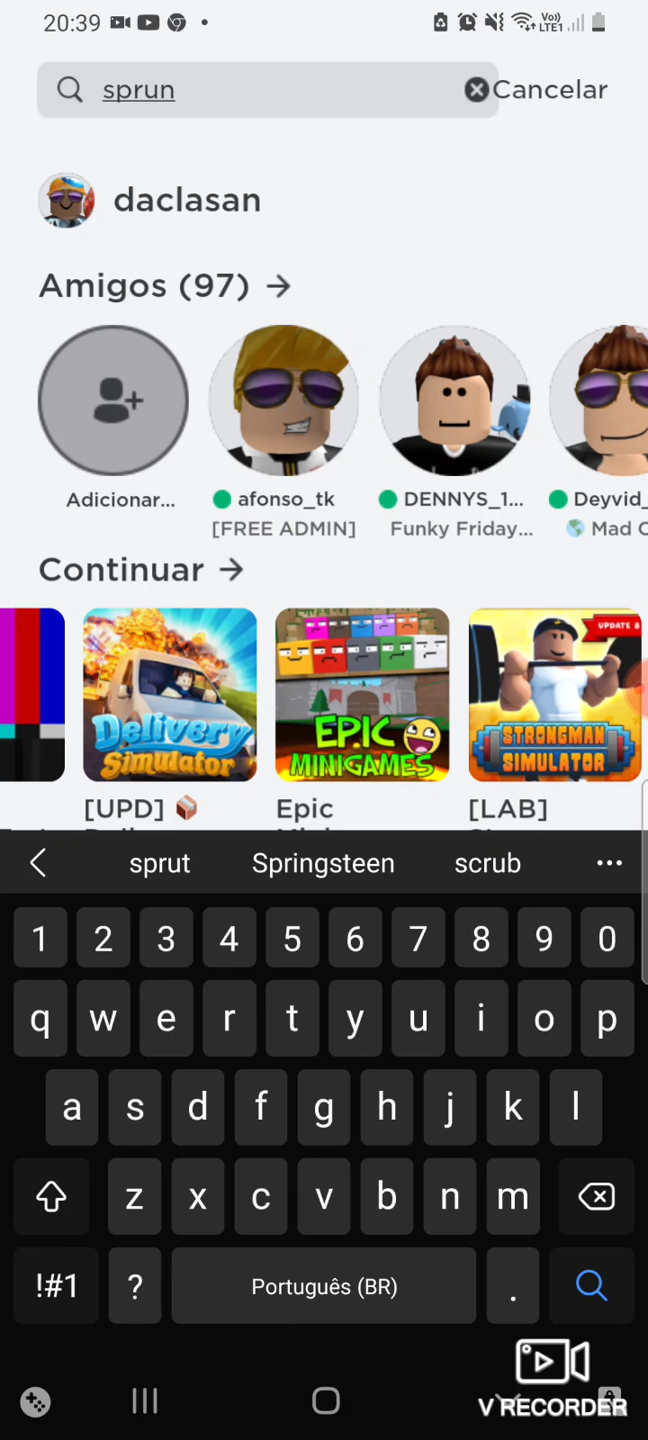 20:39 Vo)) LTE1
sprun Cancelar
daclasan
Amigos (97) →
Adicionar... afonso_tk DENNYS_1... Deyvid_
[FREE ADMIN] Funky Friday... Mad
Continuar →
Delivery Simulator
EPIC MINIGAMES
UPDATE 8
STRONGMAN SIMULATOR
[UPD] Epic [LAB]
sprut Springsteen scrub ...
1 2 3 4 5 6 7 8 9 0
q w e r t y u i o p
a s d f g h j k l
z x c v b n m
!#1 ? Português (BR) .
V RECORDER